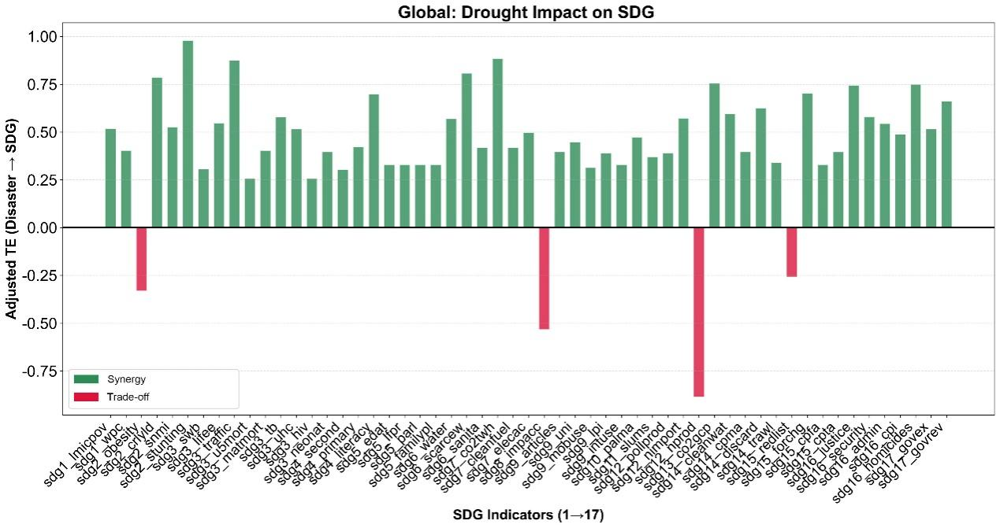 Global: Drought Impact on SDG
Adjusted TE (Disaster → SDG)
1.00
0.75
0.50
0.25
0.00
-0.25
-0.50
-0.75
Synergy
Trade-off
sdg1_lmicpov
sdg1_wpc
sdg2_obesity
sdg2_crlyld
sdg2_snmi
sdg2_stunting
sdg3_swb
sdg3_lifee
sdg3_traffic
sdg3_u5mort
sdg3_matmort
sdg3_tb
sdg3_uhc
sdg3_hiv
sdg3_neonat
sdg4_second
sdg4_primary
sdg4_literacy
sdg5_edat
sdg5_lfpr
sdg5_parl
sdg5_familypl
sdg6_water
sdg6_scarcew
sdg6_sanita
sdg7_co2twh
sdg7_cleanfuel
sdg7_elecac
sdg8_impacc
sdg9_articles
sdg9_uni
sdg9_mobuse
sdg9_lpi
sdg9_intuse
sdg10_palma
sdg11_slums
sdg12_poliprod
sdg12_nimport
sdg12_nprod
sdg13_co2gcp
sdg14_cleanwat
sdg14_cpma
sdg14_discard
sdg14_trawl
sdg15_redlist
sdg15_forchg
sdg15_cpfa
sdg15_cpta
sdg16_justice
sdg16_security
sdg16_admin
sdg16_cpi
sdg16_homicides
sdg17_govex
sdg17_govrev
SDG Indicators (1→17)